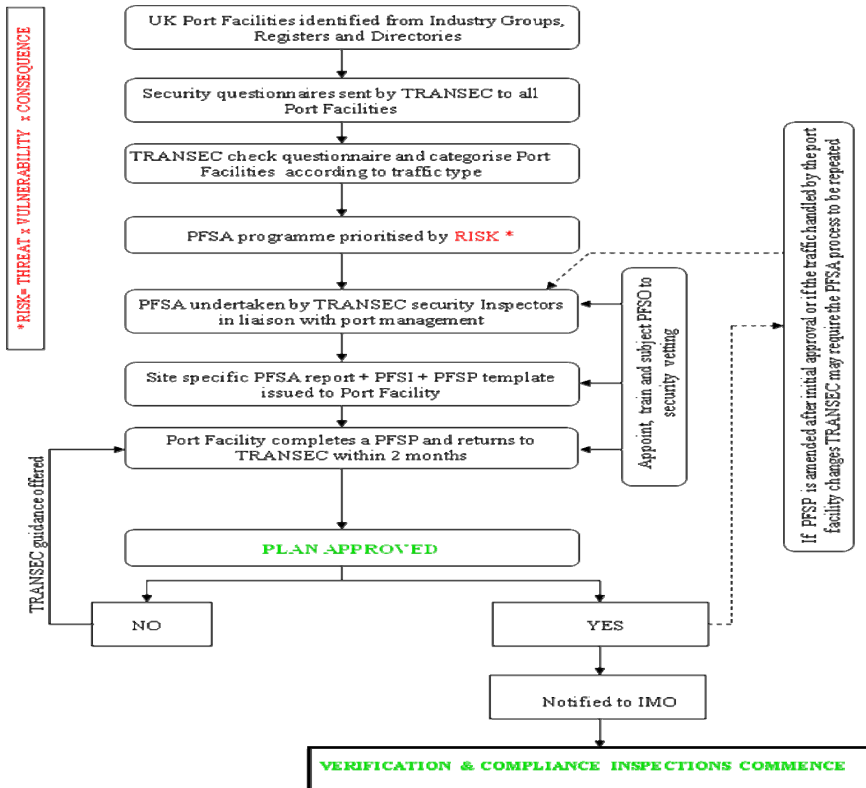 UK Port Facilities identified from Industry Groups,
Registers and Directories
Security questionnaires sent by TRANSEC to all
Port Facilities
TRANSEC check questionnaire and categorise Port
Facilities according to traffic type
PFSA programme prioritised by RISK *
PFSA undertaken by TRANSEC security Inspectors
in liaison with port management
Site specific PFSA report + PFSI + PFSP template
issued to Port Facility
Port Facility completes a PFSP and returns to
TRANSEC within 2 months
PLAN APPROVED
NO
YES
Notified to IMO
VERIFICATION & COMPLIANCE INSPECTIONS COMMENCE
* RISK= THREAT x VULNERABILITY x CONSEQUENCE
TRANSEC guidance offered
Appoint, train and subject PFSO to
security vetting
If PFSP is amended after initial approval or if the traffic handled by the port
facility changes TRANSEC may require the PFSA process to be repeated